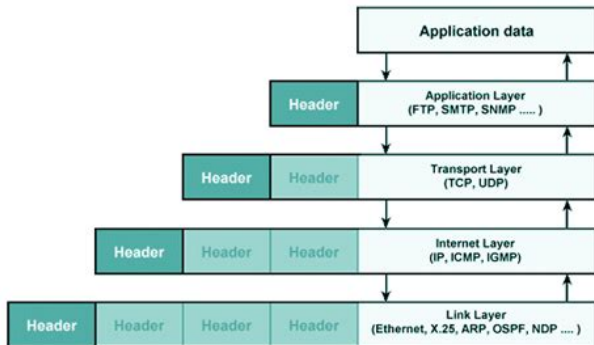 Application data
Header
Application Layer
(FTP, SMTP, SNMP ..... )
Header Header
Transport Layer
(TCP, UDP)
Header Header Header
Internet Layer
(IP, ICMP, IGMP)
Header Header Header Header
Link Layer
(Ethernet, X.25, ARP, OSPF, NDP .... )